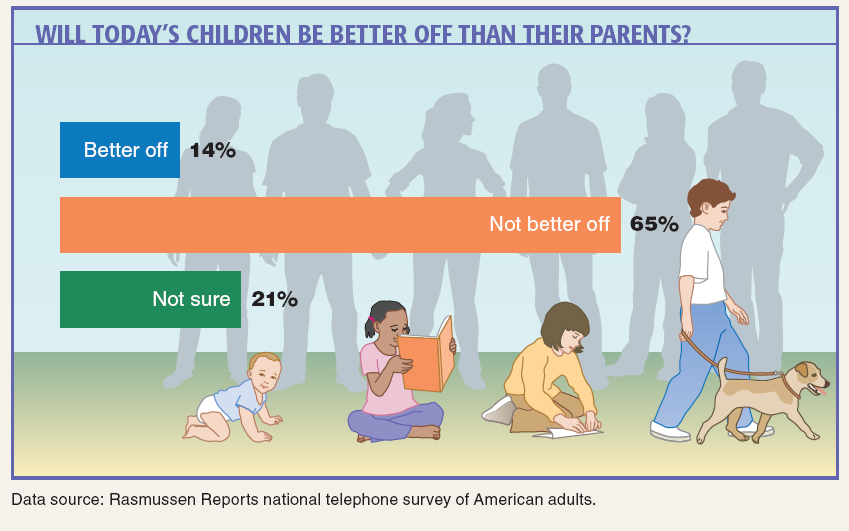 WILL TODAY'S CHILDREN BE BETTER OFF THAN THEIR PARENTS?
Better off 14%
Not better off 65%
Not sure 21%
Data source: Rasmussen Reports national telephone survey of American adults.